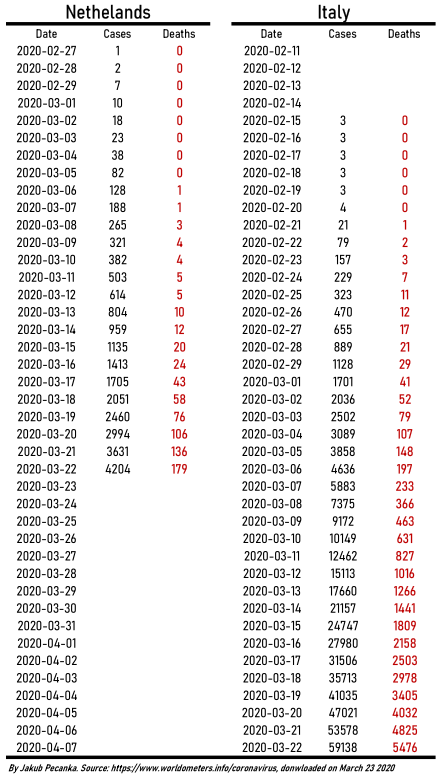 Nethelands Italy
Date Cases Deaths Date Cases Deaths
2020-02-27 1 0 2020-02-11
2020-02-28 2 0 2020-02-12
2020-02-29 7 0 2020-02-13
2020-03-01 10 0 2020-02-14
2020-03-02 18 0 2020-02-15 3 0
2020-03-03 23 0 2020-02-16 3 0
2020-03-04 38 0 2020-02-17 3 0
2020-03-05 82 0 2020-02-18 3 0
2020-03-06 128 1 2020-02-19 3 0
2020-03-07 188 1 2020-02-20 4 0
2020-03-08 265 3 2020-02-21 21 1
2020-03-09 321 4 2020-02-22 79 2
2020-03-10 382 4 2020-02-23 157 3
2020-03-11 503 5 2020-02-24 229 7
2020-03-12 614 5 2020-02-25 323 11
2020-03-13 804 10 2020-02-26 470 12
2020-03-14 959 12 2020-02-27 655 17
2020-03-15 1135 20 2020-02-28 889 21
2020-03-16 1413 24 2020-02-29 1128 29
2020-03-17 1705 43 2020-03-01 1701 41
2020-03-18 2051 58 2020-03-02 2036 52
2020-03-19 2460 76 2020-03-03 2502 79
2020-03-20 2994 106 2020-03-04 3089 107
2020-03-21 3631 136 2020-03-05 3858 148
2020-03-22 4204 179 2020-03-06 4636 197
2020-03-23 2020-03-07 5883 233
2020-03-24 2020-03-08 7375 366
2020-03-25 2020-03-09 9172 463
2020-03-26 2020-03-10 10149 631
2020-03-27 2020-03-11 12462 827
2020-03-28 2020-03-12 15113 1016
2020-03-29 2020-03-13 17660 1266
2020-03-30 2020-03-14 21157 1441
2020-03-31 2020-03-15 24747 1809
2020-04-01 2020-03-16 27980 2158
2020-04-02 2020-03-17 31506 2503
2020-04-03 2020-03-18 35713 2978
2020-04-04 2020-03-19 41035 3405
2020-04-05 2020-03-20 47021 4032
2020-04-06 2020-03-21 53578 4825
2020-04-07 2020-03-22 59138 5476
By Jakub Pecanka. Source: https://www.worldometers.info/coronavirus, donwloaded on March 23 2020